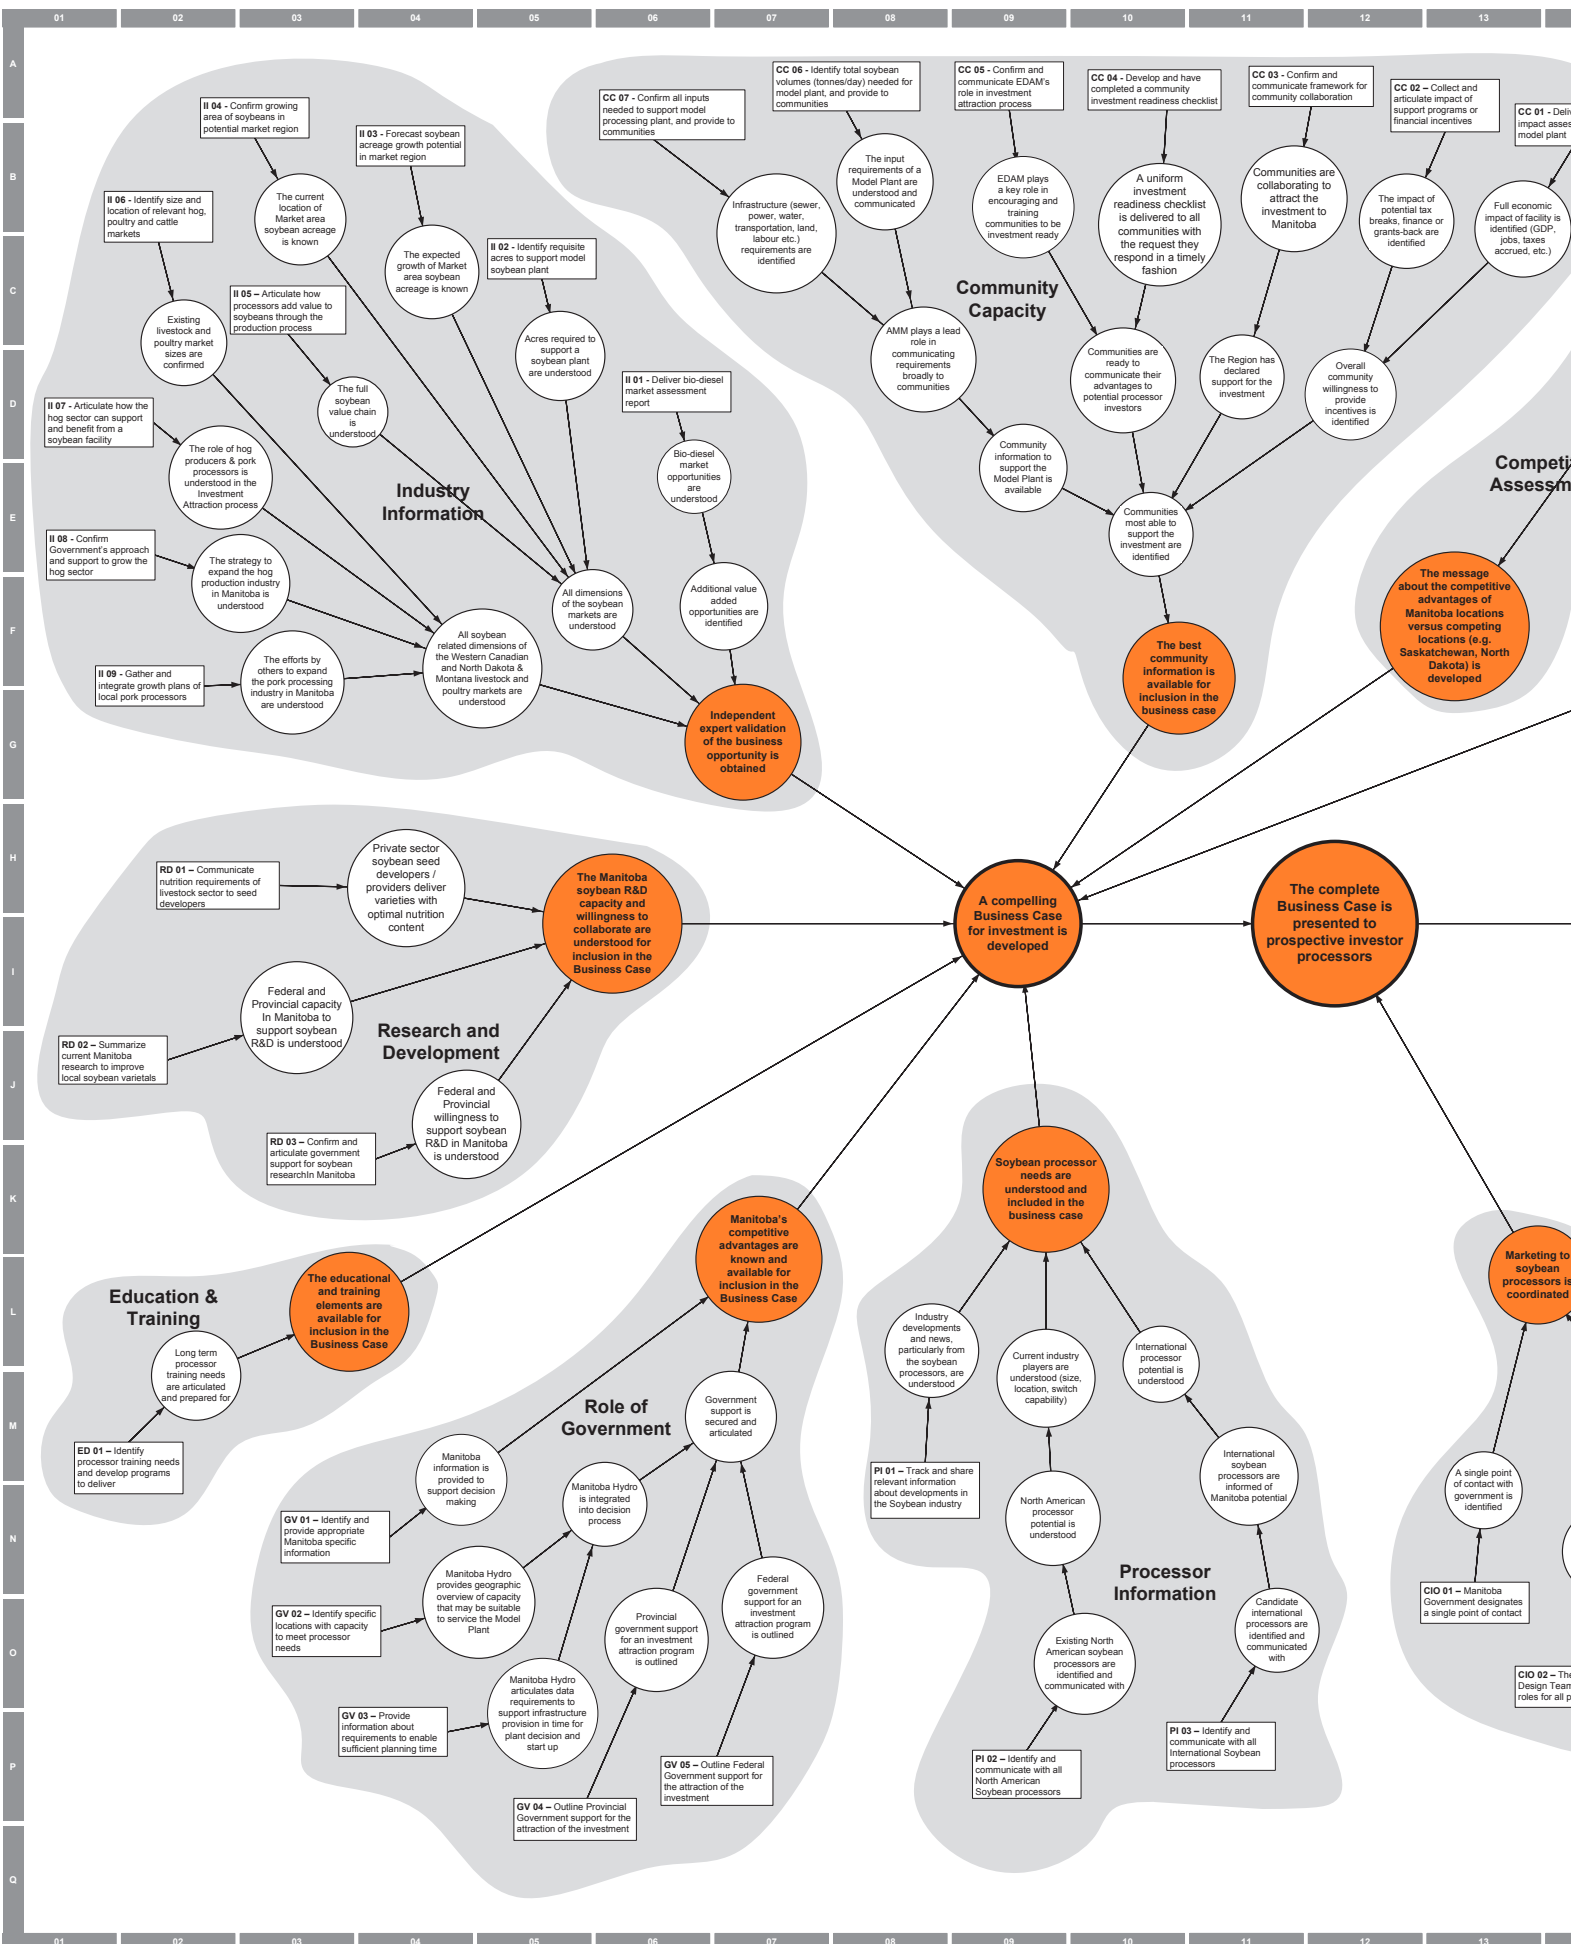 01 02 03 04 05 06 07 08 09 10 11 12 13
A
B
C
D
E
F
G
H
I
J
K
L
M
N
O
P
Q
II 04 - Confirm growing
area of soybeans in
potential market region
II 03 - Forecast soybean
acreage growth potential
in market region
II 06 - Identify size and
location of relevant hog,
poultry and cattle
markets
The current
location of
Market area
soybean acreage
is known
The expected
growth of Market
area soybean
acreage is known
II 02 - Identify requisite
acres to support model
soybean plant
II 05 – Articulate how
processors add value to
soybeans through the
production process
Existing
livestock and
poultry market
sizes are
confirmed
Acres required to
support a
soybean plant
are understood
The full
soybean
value chain
is
understood
II 01 - Deliver bio-diesel
market assessment
report
II 07 - Articulate how the
hog sector can support
and benefit from a
soybean facility
The role of hog
producers & pork
processors is
understood in the
Investment
Attraction process
Bio-diesel
market
opportunities
are
understood
Industry
Information
II 08 - Confirm
Government's approach
and support to grow the
hog sector
The strategy to
expand the hog
production industry
in Manitoba is
understood
All dimensions
of the soybean
markets are
understood
Additional value
added
opportunities are
identified
II 09 - Gather and
integrate growth plans of
local pork processors
The efforts by
others to expand
the pork processing
industry in Manitoba
are understood
All soybean
related dimensions of
the Western Canadian
and North Dakota &
Montana livestock and
poultry markets are
understood
Independent
expert validation
of the business
opportunity is
obtained
CC 07 - Confirm all inputs
needed to support model
processing plant, and provide to
communities
CC 06 - Identify total soybean
volumes (tonnes/day) needed for
model plant, and provide to
communities
CC 05 - Confirm and
communicate EDAM's
role in investment
attraction process
CC 04 - Develop and have
completed a community
investment readiness checklist
CC 03 - Confirm and
communicate framework for
community collaboration
CC 02 – Collect and
articulate impact of
support programs or
financial incentives
CC 01 - Deliv
impact asses
model plant
Infrastructure (sewer,
power, water,
transportation, land,
labour etc.)
requirements are
identified
The input
requirements of a
Model Plant are
understood and
communicated
EDAM plays
a key role in
encouraging and
training
communities to be
investment ready
A uniform
investment
readiness checklist
is delivered to all
communities with
the request they
respond in a timely
fashion
Communities are
collaborating to
attract the
investment to
Manitoba
The impact of
potential tax
breaks, finance or
grants-back are
identified
Full economic
impact of facility is
identified (GDP,
jobs, taxes
accrued, etc.)
Community
Capacity
AMM plays a lead
role in
communicating
requirements
broadly to
communities
Communities are
ready to
communicate their
advantages to
potential processor
investors
The Region has
declared
support for the
investment
Overall
community
willingness to
provide
incentives is
identified
Community
information to
support the
Model Plant is
available
Communities
most able to
support the
investment are
identified
The best
community
information is
available for
inclusion in the
business case
Competi
Assessm
The message
about the competitive
advantages of
Manitoba locations
versus competing
locations (e.g.
Saskatchewan, North
Dakota) is
developed
RD 01 – Communicate
nutrition requirements of
livestock sector to seed
developers
Private sector
soybean seed
developers /
providers deliver
varieties with
optimal nutrition
content
The Manitoba
soybean R&D
capacity and
willingness to
collaborate are
understood for
inclusion in the
Business Case
Federal and
Provincial capacity
In Manitoba to
support soybean
R&D is understood
Research and
Development
RD 02 – Summarize
current Manitoba
research to improve
local soybean varietals
Federal and
Provincial
willingness to
support soybean
R&D in Manitoba
is understood
RD 03 – Confirm and
articulate government
support for soybean
researchIn Manitoba
A compelling
Business Case
for investment is
developed
The complete
Business Case is
presented to
prospective investor
processors
Education &
Training
The educational
and training
elements are
available for
inclusion in the
Business Case
Long term
processor
training needs
are articulated
and prepared for
ED 01 – Identify
processor training needs
and develop programs
to deliver
Manitoba's
competitive
advantages are
known and
available for
inclusion in the
Business Case
Role of
Government
Government
support is
secured and
articulated
Manitoba
information is
provided to
support decision
making
Manitoba Hydro
is integrated
into decision
process
GV 01 – Identify and
provide appropriate
Manitoba specific
information
Manitoba Hydro
provides geographic
overview of capacity
that may be suitable
to service the Model
Plant
GV 02 – Identify specific
locations with capacity
to meet processor
needs
Provincial
government support
for an investment
attraction program
is outlined
Federal
government
support for an
investment
attraction program
is outlined
Manitoba Hydro
articulates data
requirements to
support infrastructure
provision in time for
plant decision and
start up
GV 03 – Provide
information about
requirements to enable
sufficient planning time
GV 05 – Outline Federal
Government support for
the attraction of the
investment
GV 04 – Outline Provincial
Government support for the
attraction of the investment
Soybean processor
needs are
understood and
included in the
business case
Industry
developments
and news,
particularly from
the soybean
processors, are
understood
Current industry
players are
understood (size,
location, switch
capability)
International
processor
potential is
understood
PI 01 – Track and share
relevant information
about developments in
the Soybean industry
North American
processor
potential is
understood
International
soybean
processors are
informed of
Manitoba potential
Processor
Information
Existing North
American soybean
processors are
identified and
communicated with
Candidate
international
processors are
identified and
communicated
with
PI 02 – Identify and
communicate with all
North American
Soybean processors
PI 03 – Identify and
communicate with all
International Soybean
processors
Marketing to
soybean
processors is
coordinated
A single point
of contact with
government is
identified
CIO 01 – Manitoba
Government designates
a single point of contact
CIO 02 – The
Design Team
roles for all p
01 02 03 04 05 06 07 08 09 10 11 12 13